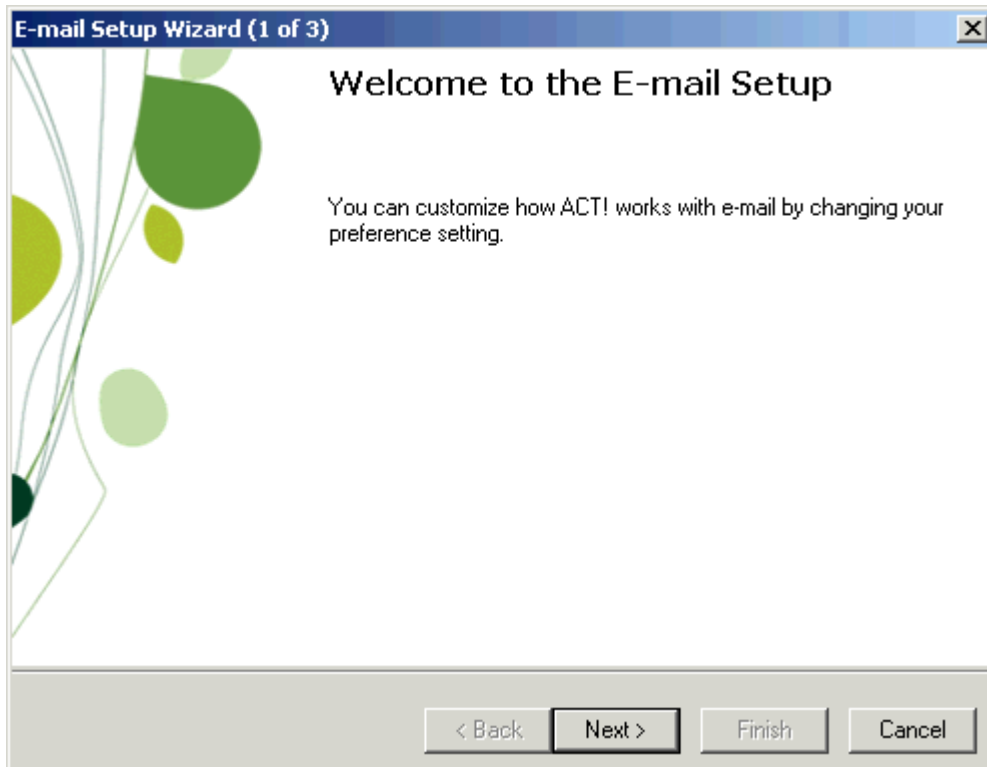 E-mail Setup Wizard (1 of 3)
Welcome to the E-mail Setup
You can customize how ACT! works with e-mail by changing your
preference setting.
< Back
Next >
Finish
Cancel